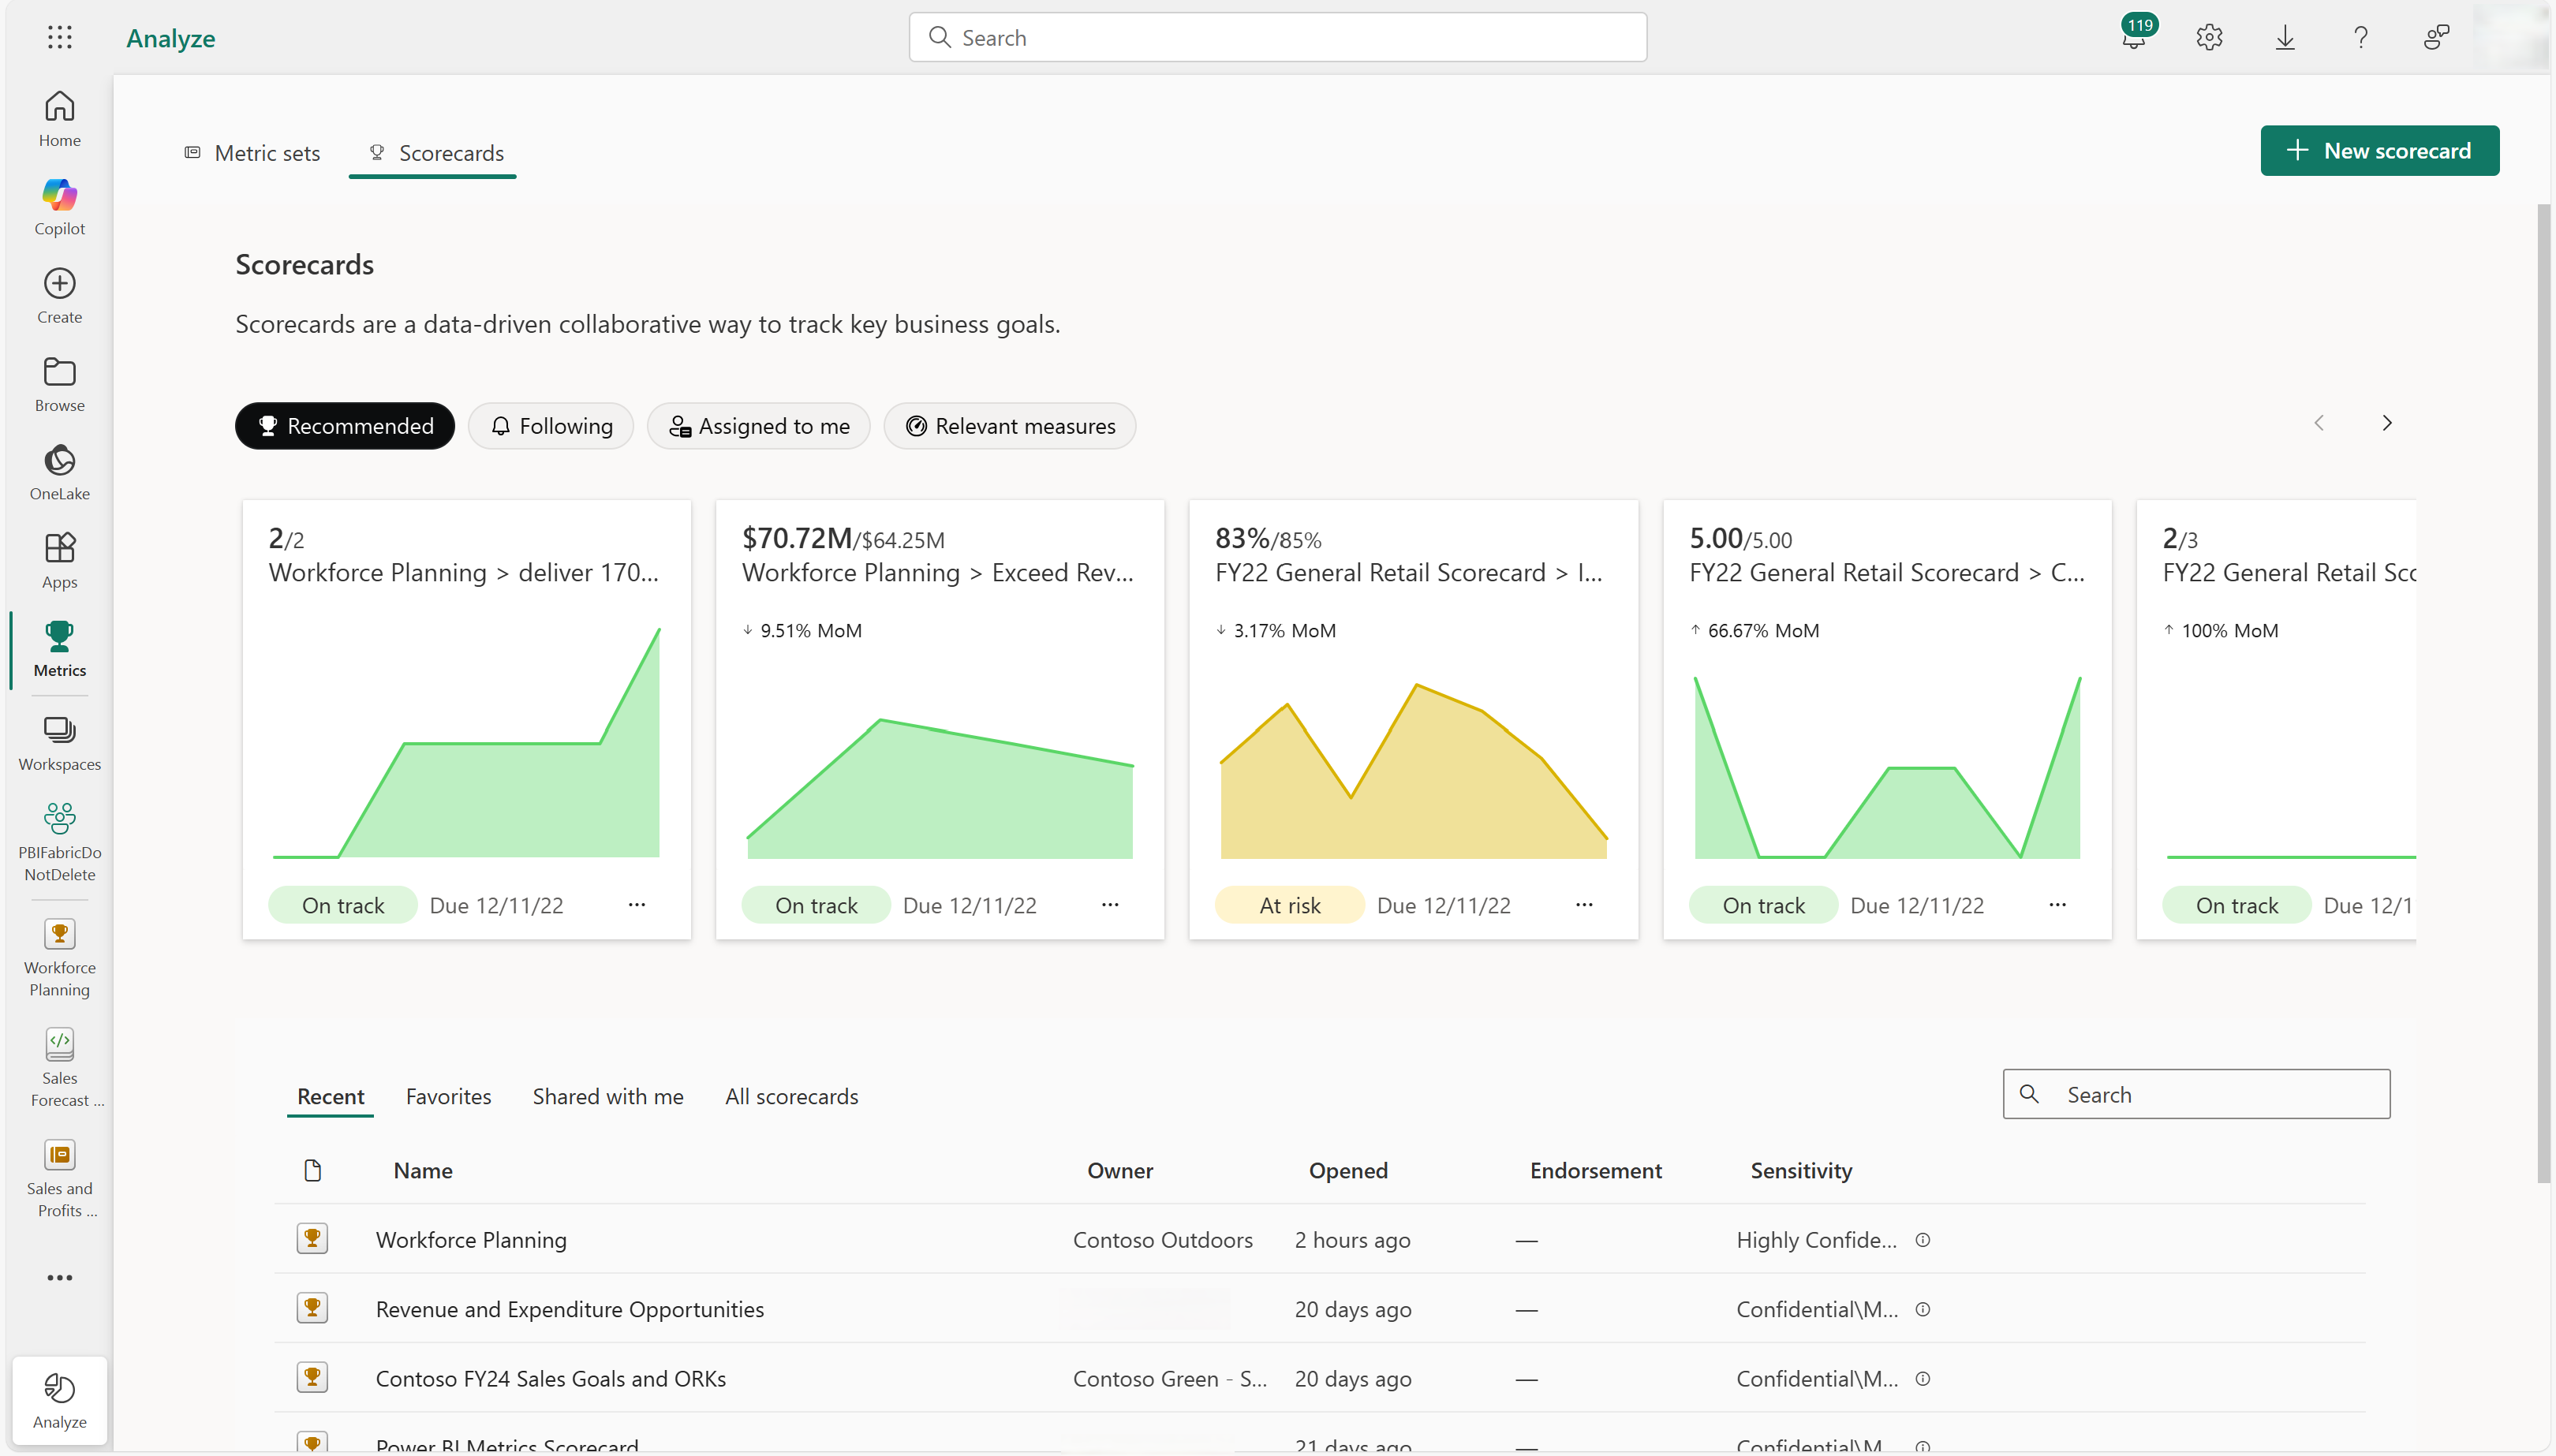 Analyze
Search
119
Home
Copilot
Create
Browse
OneLake
Apps
Metrics
Workspaces
PBIFabricDo
NotDelete
Workforce
Planning
Sales
Forecast ...
Sales and
Profits ...
Analyze
Metric sets
Scorecards
New scorecard
Scorecards
Scorecards are a data-driven collaborative way to track key business goals.
Recommended
Following
Assigned to me
Relevant measures
2/2
Workforce Planning > deliver 170...
On track
Due 12/11/22
$70.72M/$64.25M
Workforce Planning > Exceed Rev...
↓ 9.51% MoM
On track
Due 12/11/22
83%/85%
FY22 General Retail Scorecard > I...
↓ 3.17% MoM
At risk
Due 12/11/22
5.00/5.00
FY22 General Retail Scorecard > C...
↑ 66.67% MoM
On track
Due 12/11/22
2/3
FY22 General Retail Sco
↑ 100% MoM
On track
Due 12/1
Recent
Favorites
Shared with me
All scorecards
Search
Name Owner Opened Endorsement Sensitivity
Workforce Planning Contoso Outdoors 2 hours ago — Highly Confide...
Revenue and Expenditure Opportunities 20 days ago — Confidential\M...
Contoso FY24 Sales Goals and ORKs Contoso Green - S... 20 days ago — Confidential\M...
Power BI Metrics Scorecard 21 days ago — Confidential\M